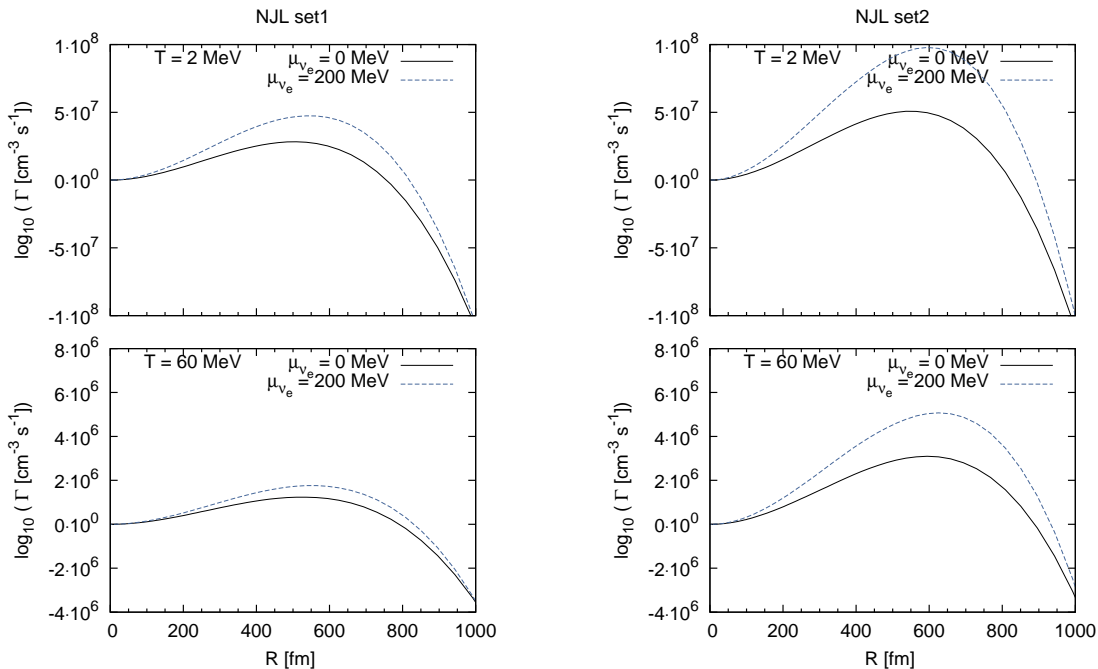 NJL set1
T = 2 MeV
μνe = 0 MeV
μνe = 200 MeV
log10 ( Γ [cm-3 s-1])
1·10^8
5·10^7
0·10^0
-5·10^7
-1·10^8
NJL set2
T = 2 MeV
μνe = 0 MeV
μνe = 200 MeV
log10 ( Γ [cm-3 s-1])
1·10^8
5·10^7
0·10^0
-5·10^7
-1·10^8
T = 60 MeV
μνe = 0 MeV
μνe = 200 MeV
log10 ( Γ [cm-3 s-1])
8·10^6
6·10^6
4·10^6
2·10^6
0·10^0
-2·10^6
-4·10^6
0 200 400 600 800 1000
R [fm]
T = 60 MeV
μνe = 0 MeV
μνe = 200 MeV
log10 ( Γ [cm-3 s-1])
8·10^6
6·10^6
4·10^6
2·10^6
0·10^0
-2·10^6
-4·10^6
0 200 400 600 800 1000
R [fm]